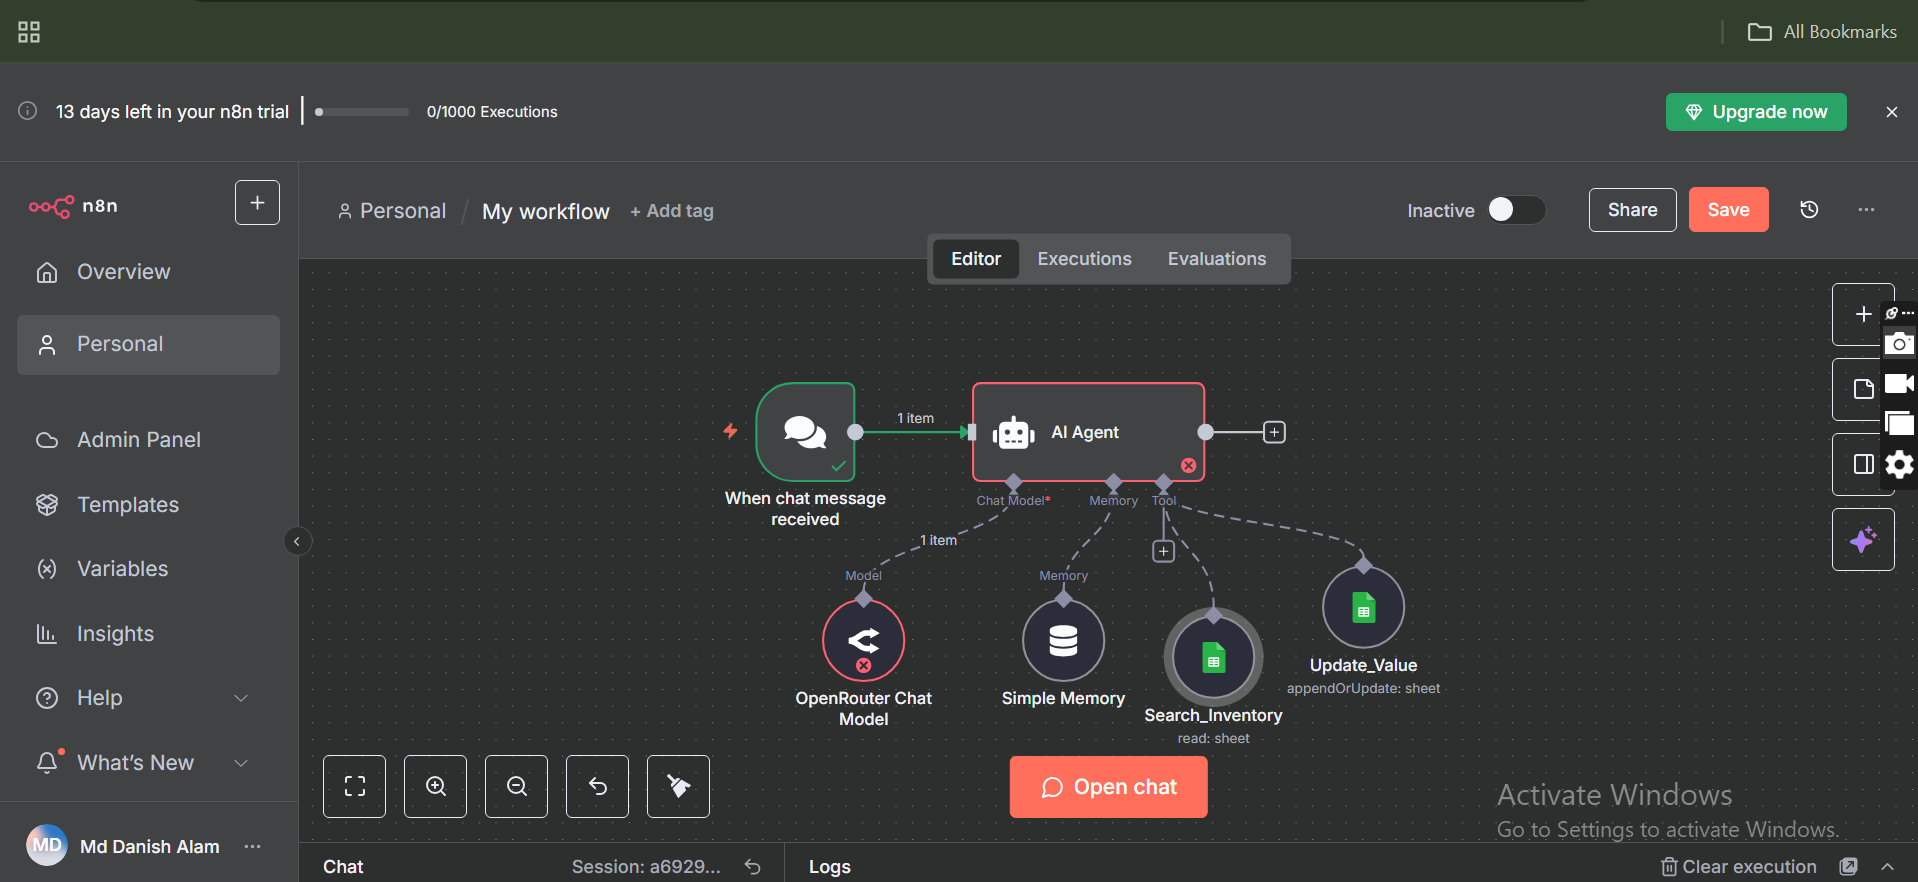 All Bookmarks
13 days left in your n8n trial
0/1000 Executions
Upgrade now
n8n
Personal / My workflow + Add tag
Inactive
Share
Save
Editor
Executions
Evaluations
Overview
Personal
Admin Panel
Templates
Variables
Insights
Help
What's New
MD
Md Danish Alam
1 item
AI Agent
When chat message
received
Chat Model*
Memory
Tool
1 item
Model
Memory
OpenRouter Chat
Model
Simple Memory
Search_Inventory
read: sheet
Update_Value
appendOrUpdate: sheet
Open chat
Activate Windows
Go to Settings to activate Windows.
Chat
Session: a6929...
Logs
Clear execution